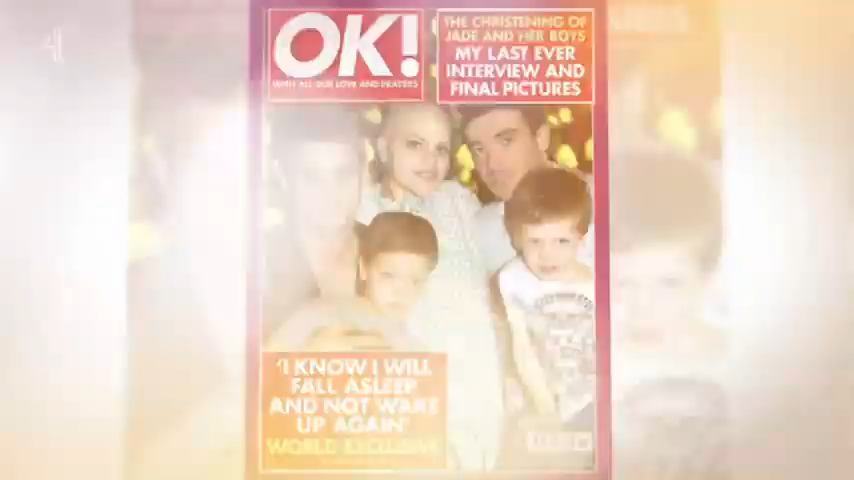 4
OK!
WITH ALL OUR LOVE AND PRAYERS
THE CHRISTENING OF
JADE AND HER BOYS
MY LAST EVER
INTERVIEW AND
FINAL PICTURES
'I KNOW I WILL
FALL ASLEEP
AND NOT WAKE
UP AGAIN'
WORLD EXCLUSIVE